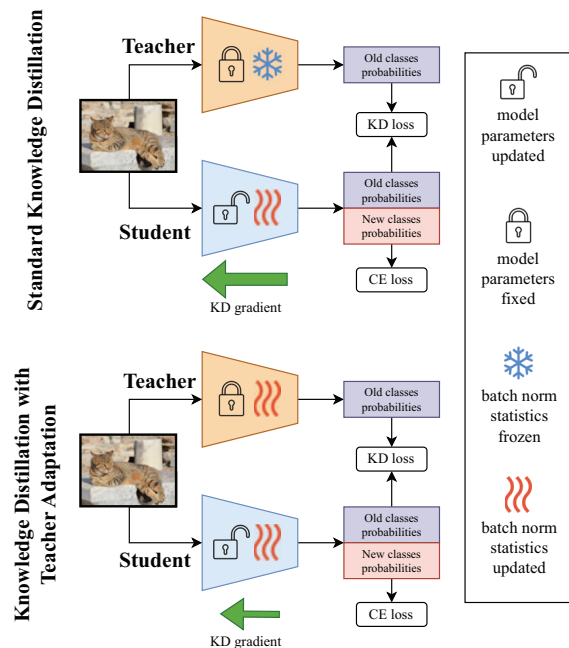 Standard Knowledge Distillation
Teacher
Old classes
probabilities
KD loss
Old classes
probabilities
New classes
probabilities
Student
CE loss
KD gradient
Knowledge Distillation with
Teacher Adaptation
Teacher
Old classes
probabilities
KD loss
Old classes
probabilities
New classes
probabilities
Student
CE loss
KD gradient
model
parameters
updated
model
parameters
fixed
batch norm
statistics
frozen
batch norm
statistics
updated